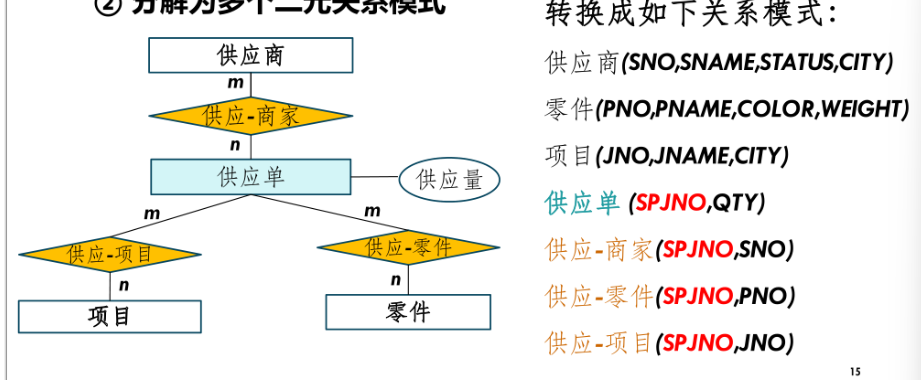 ② 分解为多个二元关系模式
供应商
m
供应-商家
n
供应单
供应量
m
m
供应-项目
供应-零件
n
n
项目
零件
转换成如下关系模式：
供应商(SNO,SNAME,STATUS,CITY)
零件(PNO,PNAME,COLOR,WEIGHT)
项目(JNO,JNAME,CITY)
供应单 (SPJNO,QTY)
供应-商家(SPJNO,SNO)
供应-零件(SPJNO,PNO)
供应-项目(SPJNO,JNO)
15